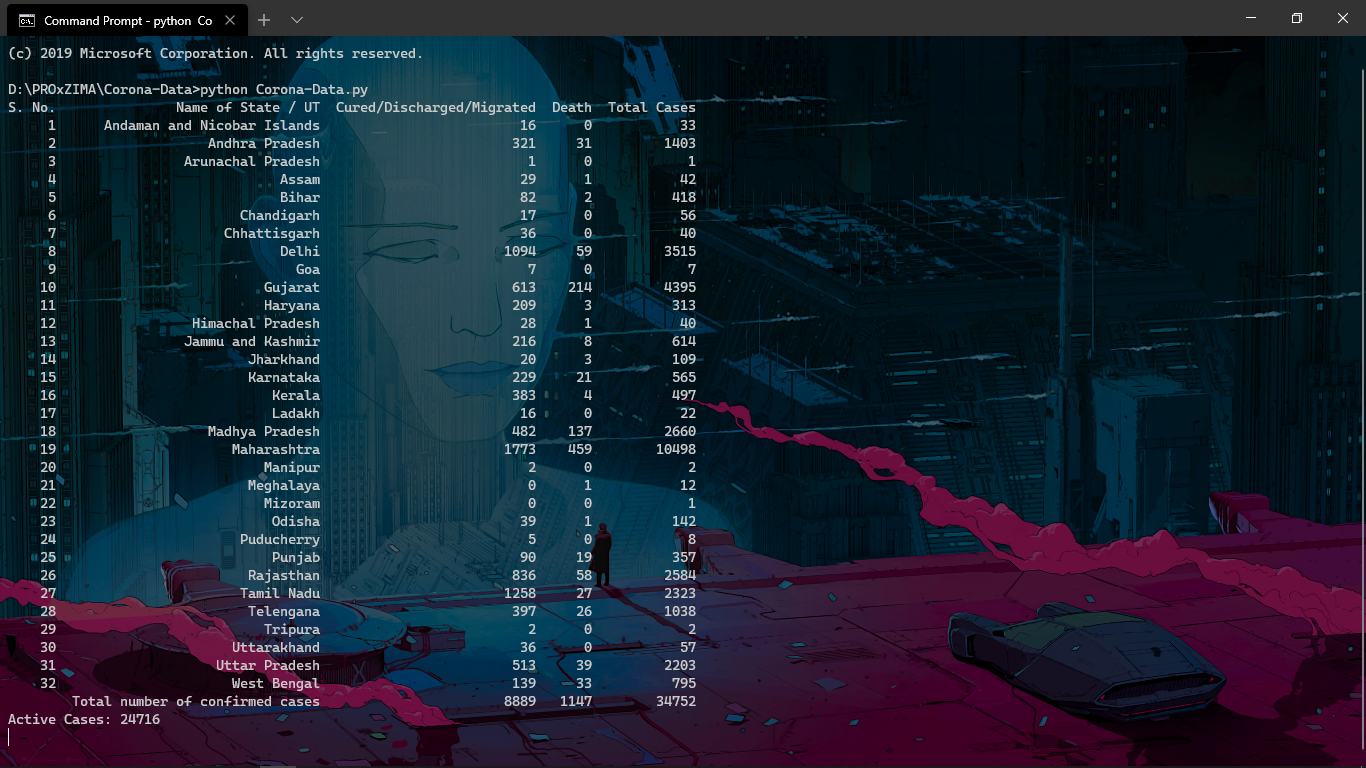 Command Prompt - python Co
(c) 2019 Microsoft Corporation. All rights reserved.
D:\PROxZIMA\Corona-Data>python Corona-Data.py
S. No. Name of State / UT Cured/Discharged/Migrated Death Total Cases
1 Andaman and Nicobar Islands 16 0 33
2 Andhra Pradesh 321 31 1403
3 Arunachal Pradesh 1 0 1
4 Assam 29 1 42
5 Bihar 82 2 418
6 Chandigarh 17 0 56
7 Chhattisgarh 36 0 40
8 Delhi 1094 59 3515
9 Goa 7 0 7
10 Gujarat 613 214 4395
11 Haryana 209 3 313
12 Himachal Pradesh 28 1 40
13 Jammu and Kashmir 216 8 614
14 Jharkhand 20 3 109
15 Karnataka 229 21 565
16 Kerala 383 4 497
17 Ladakh 16 0 22
18 Madhya Pradesh 482 137 2660
19 Maharashtra 1773 459 10498
20 Manipur 2 0 2
21 Meghalaya 0 1 12
22 Mizoram 0 0 1
23 Odisha 39 1 142
24 Puducherry 5 0 8
25 Punjab 90 19 357
26 Rajasthan 836 58 2584
27 Tamil Nadu 1258 27 2323
28 Telengana 397 26 1038
29 Tripura 2 0 2
30 Uttarakhand 36 0 57
31 Uttar Pradesh 513 39 2203
32 West Bengal 139 33 795
Total number of confirmed cases 8889 1147 34752
Active Cases: 24716